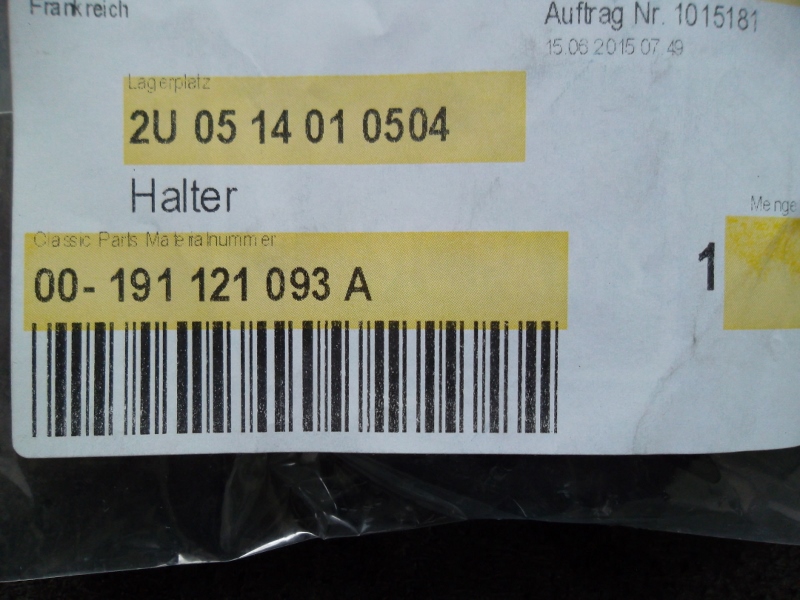 Frankreich
Auftrag Nr. 1015181
15.06.2015 07:49
Lagerplatz
2U 05 14 01 0504
Halter
Menge
Classic Parts Materialnummer
00- 191 121 093 A
1